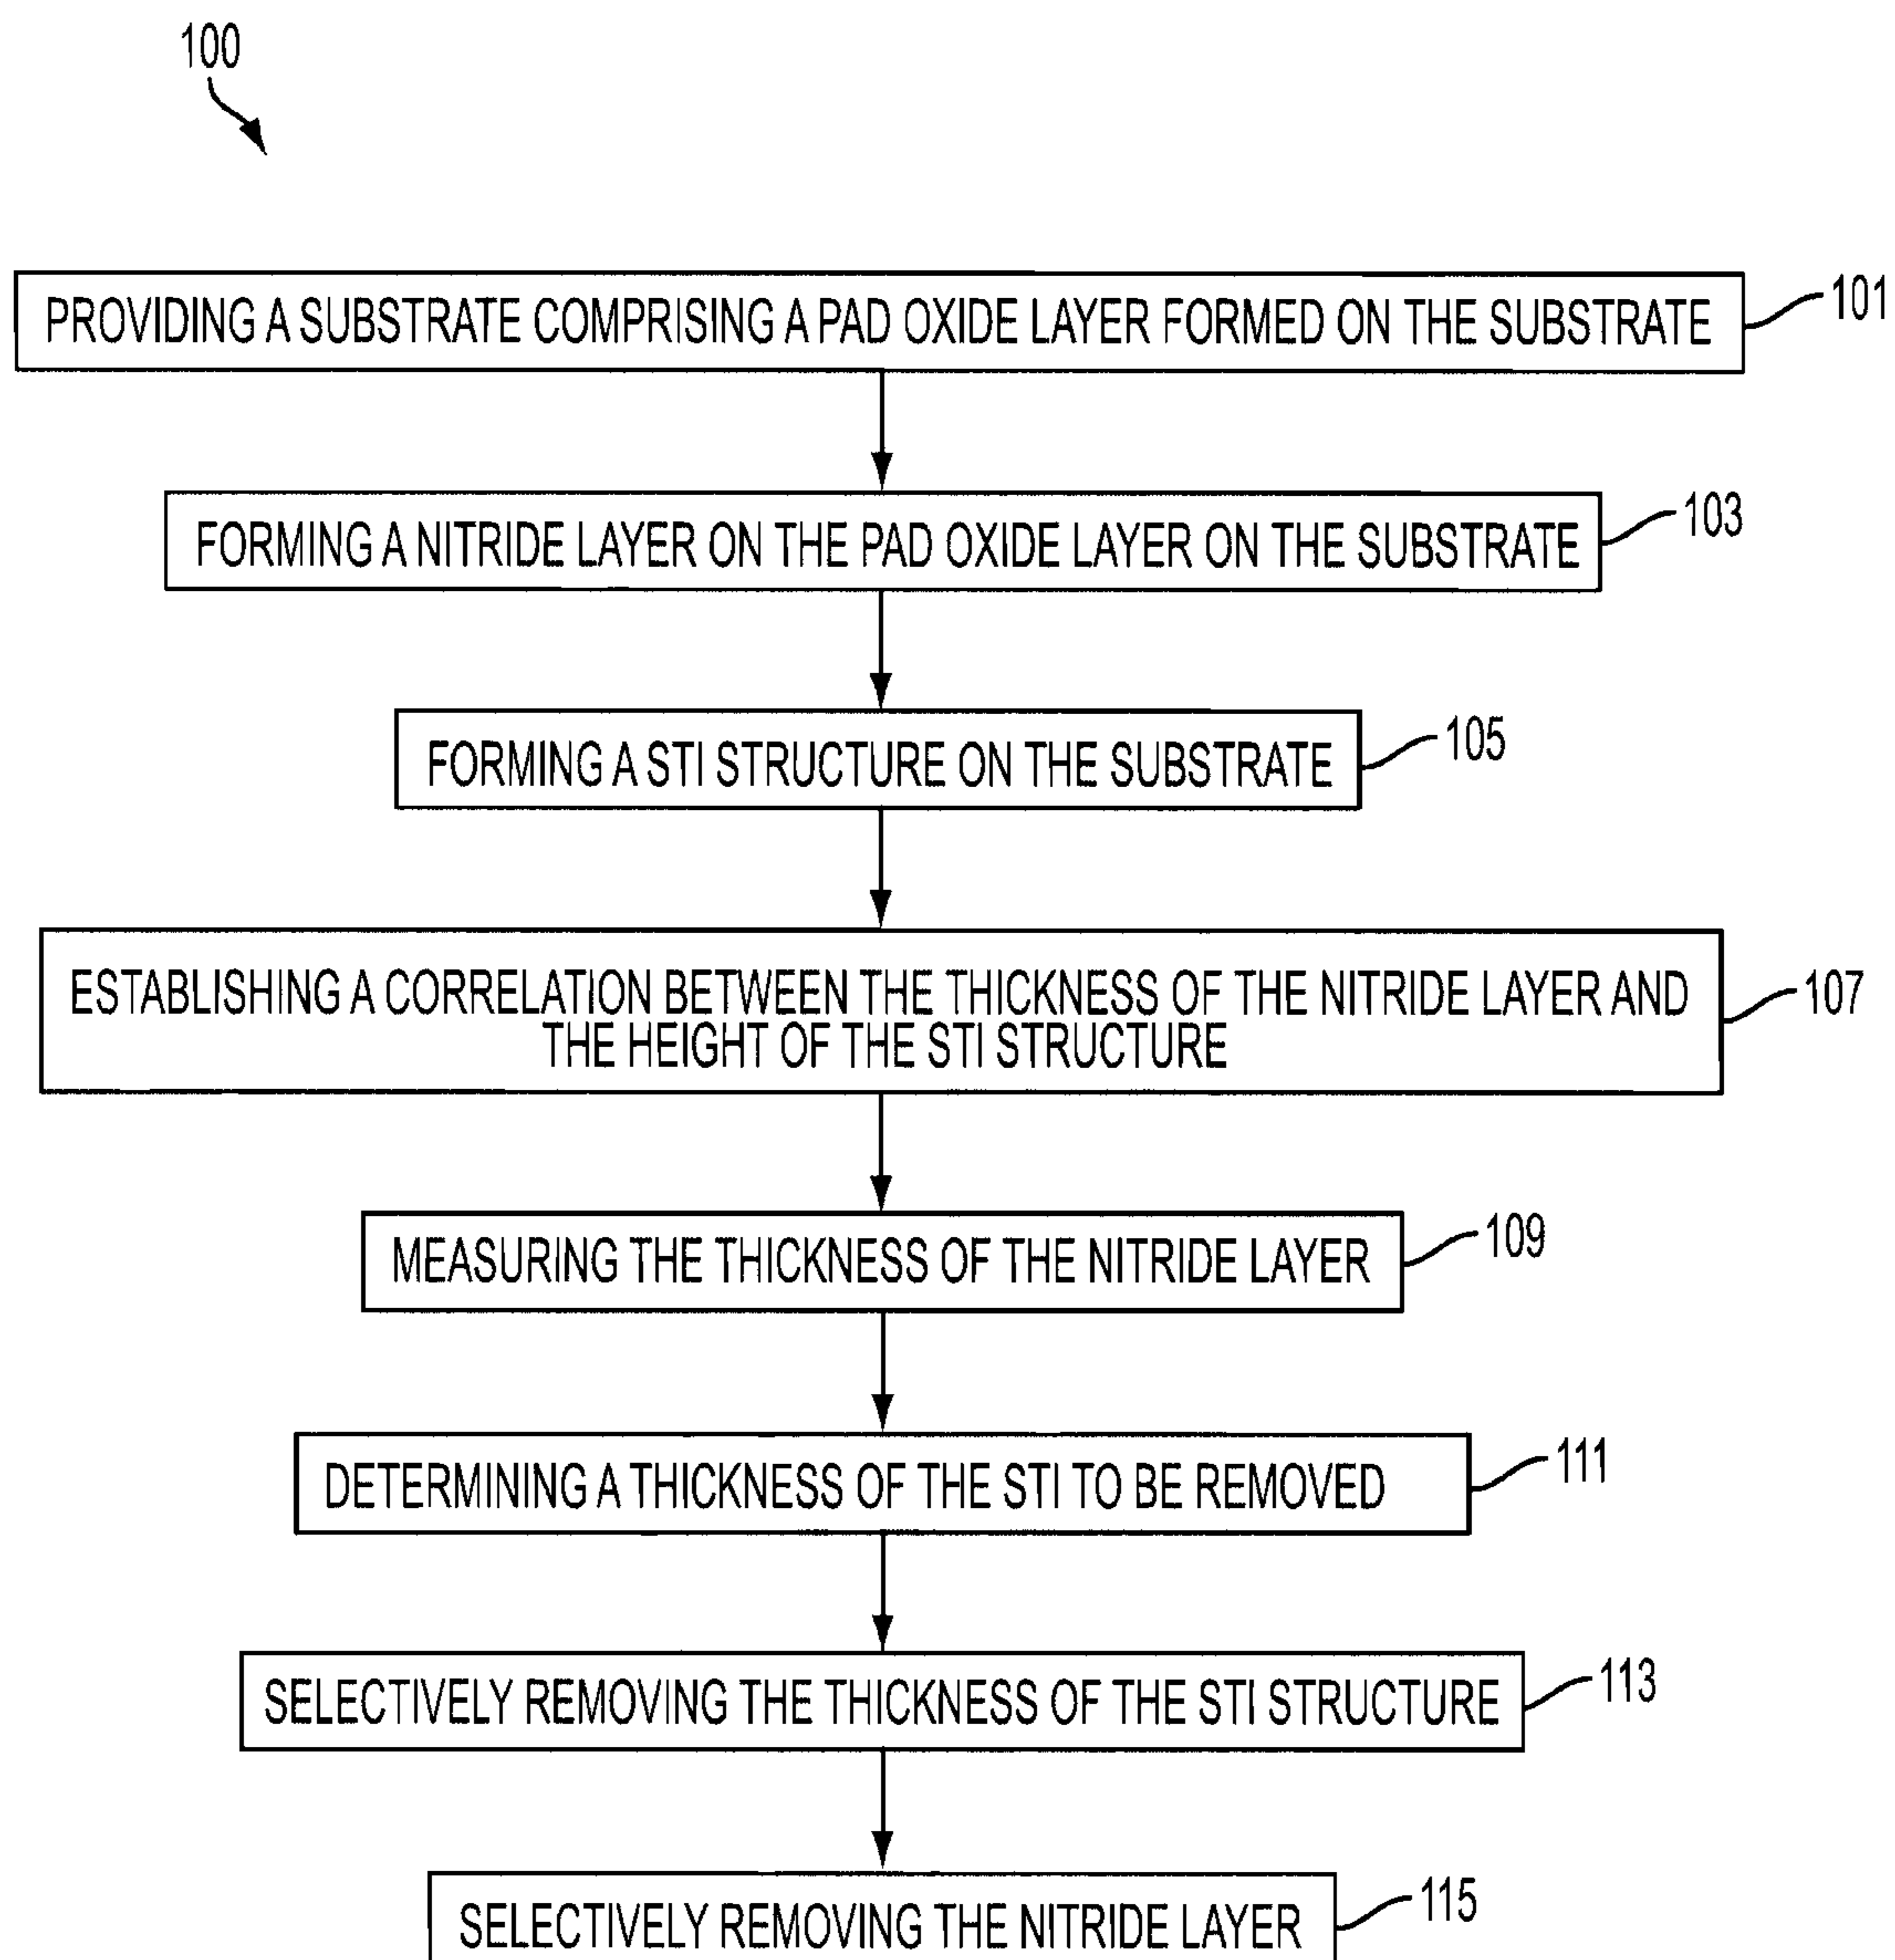 100
PROVIDING A SUBSTRATE COMPRISING A PAD OXIDE LAYER FORMED ON THE SUBSTRATE
101
FORMING A NITRIDE LAYER ON THE PAD OXIDE LAYER ON THE SUBSTRATE
103
FORMING A STI STRUCTURE ON THE SUBSTRATE
105
ESTABLISHING A CORRELATION BETWEEN THE THICKNESS OF THE NITRIDE LAYER AND
THE HEIGHT OF THE STI STRUCTURE
107
MEASURING THE THICKNESS OF THE NITRIDE LAYER
109
DETERMINING A THICKNESS OF THE STI TO BE REMOVED
111
SELECTIVELY REMOVING THE THICKNESS OF THE STI STRUCTURE
113
SELECTIVELY REMOVING THE NITRIDE LAYER
115